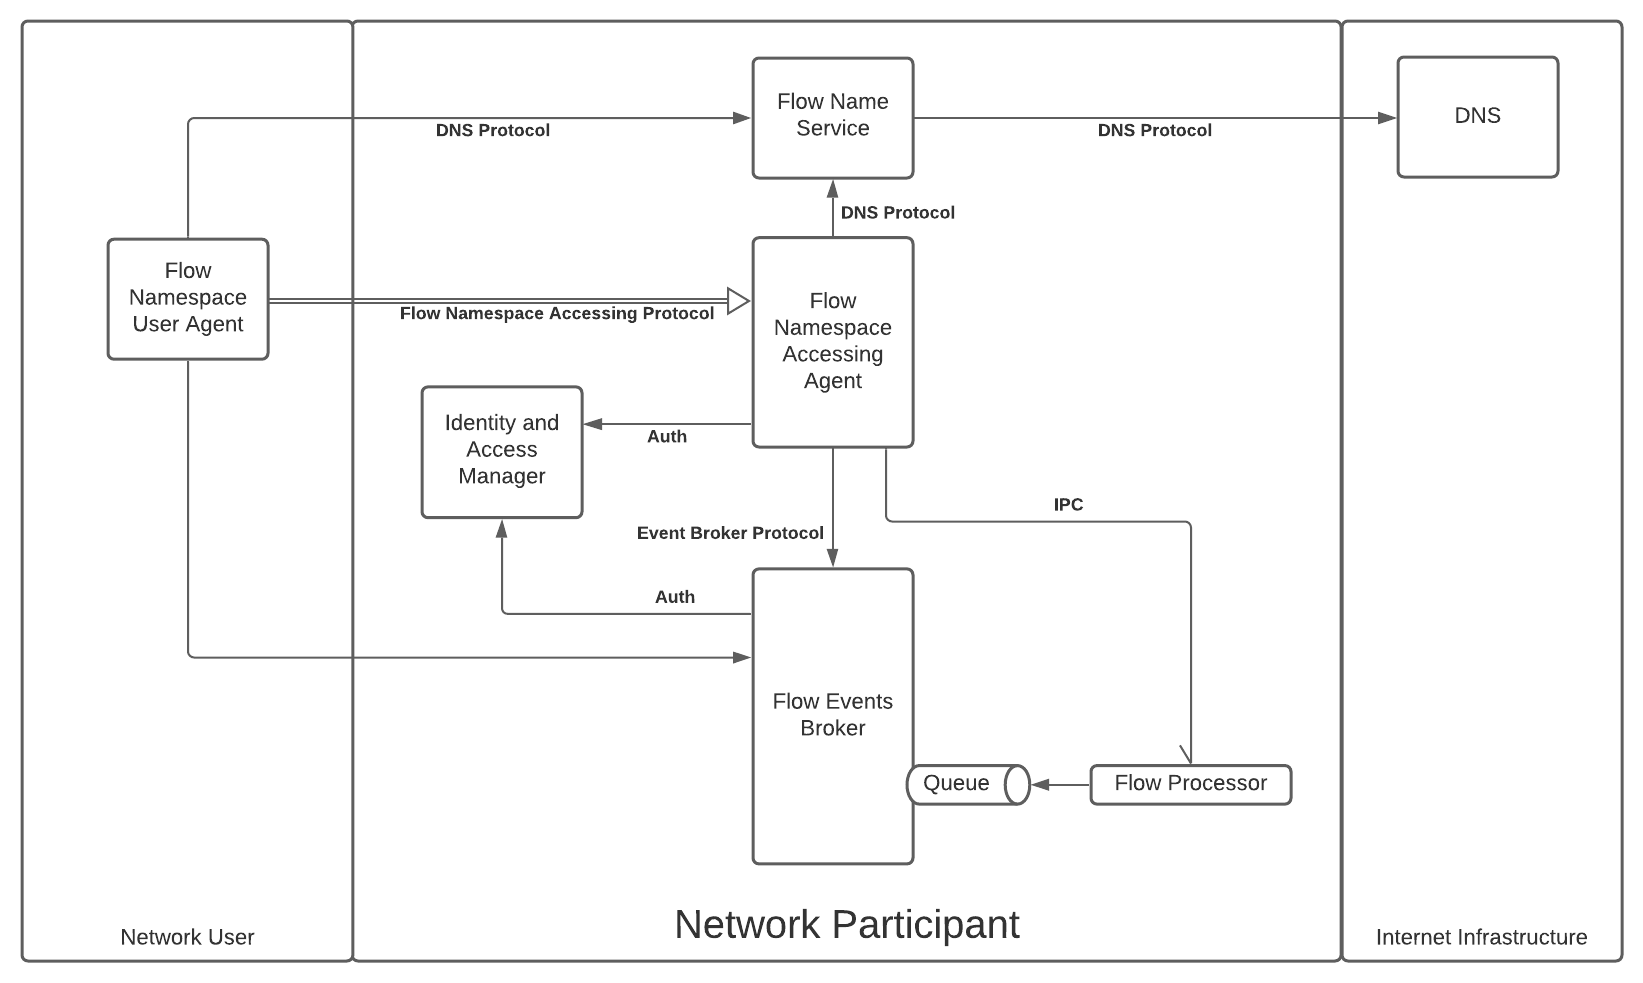 Flow Name
Service
DNS
DNS Protocol
DNS Protocol
DNS Protocol
Flow
Namespace
User Agent
Flow Namespace Accessing Protocol
Flow
Namespace
Accessing
Agent
Identity and
Access
Manager
Auth
IPC
Event Broker Protocol
Auth
Flow Events
Broker
Queue
Flow Processor
Network User
Network Participant
Internet Infrastructure